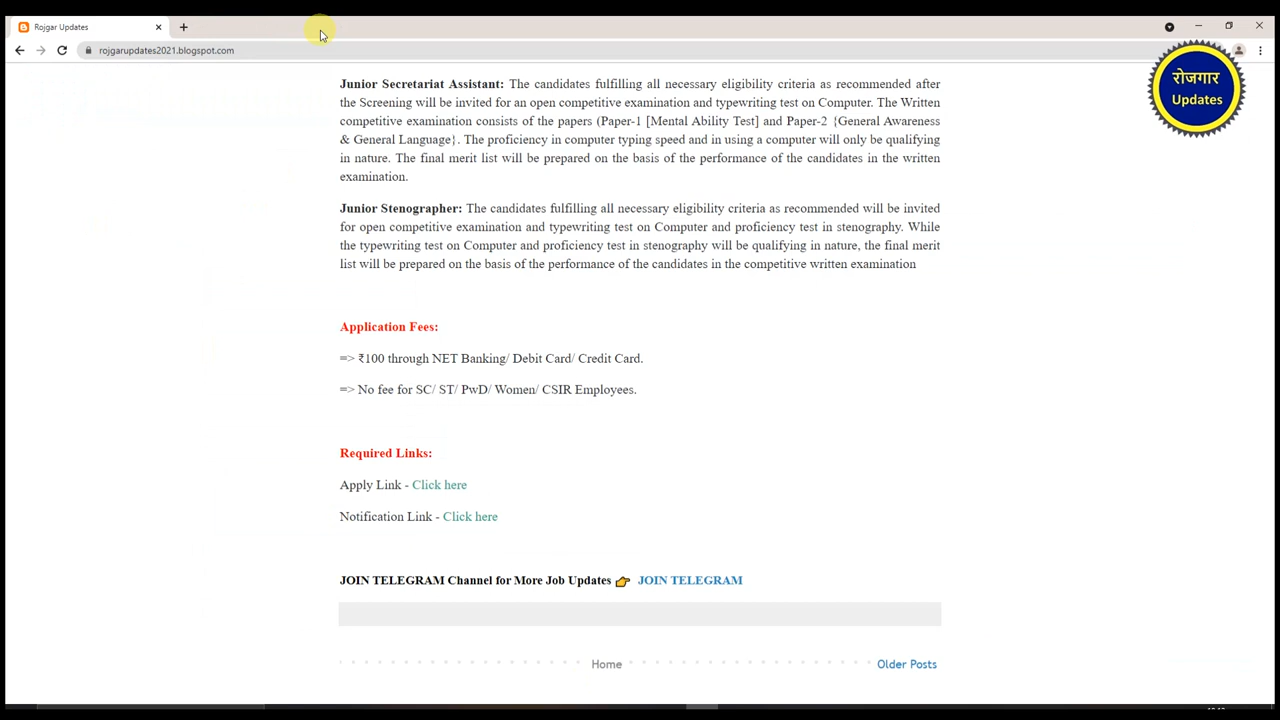 Rojgar Updates
rojgarupdates2021.blogspot.com
रोजगार
Updates
Junior Secretariat Assistant: The candidates fulfilling all necessary eligibility criteria as recommended after
the Screening will be invited for an open competitive examination and typewriting test on Computer. The Written
competitive examination consists of the papers (Paper-1 [Mental Ability Test] and Paper-2 {General Awareness
& General Language}. The proficiency in computer typing speed and in using a computer will only be qualifying
in nature. The final merit list will be prepared on the basis of the performance of the candidates in the written
examination.
Junior Stenographer: The candidates fulfilling all necessary eligibility criteria as recommended will be invited
for open competitive examination and typewriting test on Computer and proficiency test in stenography. While
the typewriting test on Computer and proficiency test in stenography will be qualifying in nature, the final merit
list will be prepared on the basis of the performance of the candidates in the competitive written examination
Application Fees:
=> ₹100 through NET Banking/ Debit Card/ Credit Card.
=> No fee for SC/ ST/ PwD/ Women/ CSIR Employees.
Required Links:
Apply Link - Click here
Notification Link - Click here
JOIN TELEGRAM Channel for More Job Updates 👉 JOIN TELEGRAM
Home
Older Posts